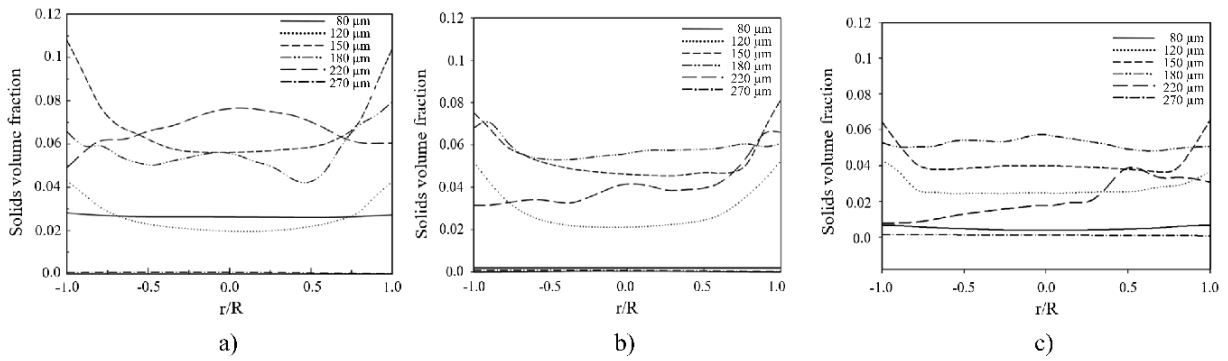 Solids volume fraction
0.12
0.10
0.08
0.06
0.04
0.02
0.0
80 µm
120 µm
150 µm
180 µm
220 µm
270 µm
-1.0 -0.5 0.0 0.5 1.0
r/R
a)
Solids volume fraction
0.12
0.10
0.08
0.06
0.04
0.02
0.0
80 µm
120 µm
150 µm
180 µm
220 µm
270 µm
-1.0 -0.5 0.0 0.5 1.0
r/R
b)
Solids volume fraction
0.12
0.10
0.08
0.06
0.04
0.02
0.0
80 µm
120 µm
150 µm
180 µm
220 µm
270 µm
-1.0 -0.5 0.0 0.5 1.0
r/R
c)